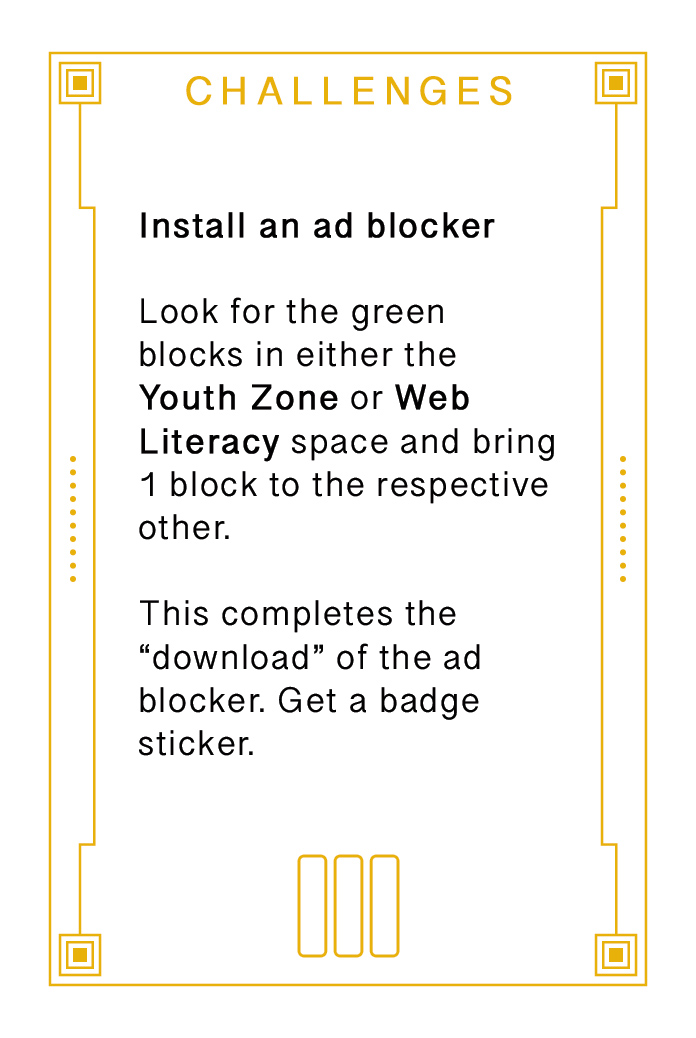 CHALLENGES
Install an ad blocker
Look for the green
blocks in either the
Youth Zone or Web
Literacy space and bring
1 block to the respective
other.
This completes the
“download” of the ad
blocker. Get a badge
sticker.